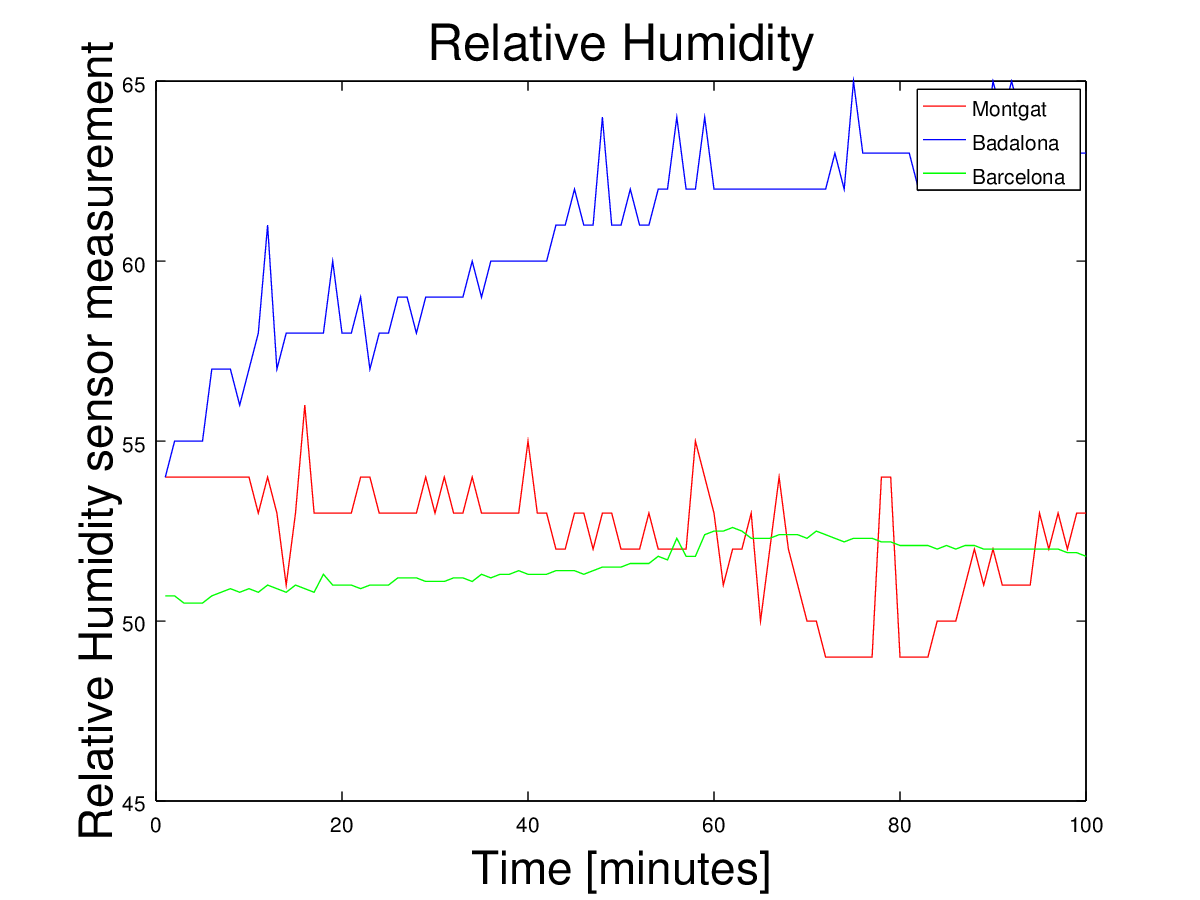 Relative Humidity
Relative Humidity sensor measurement
65
60
55
50
45
0 20 40 60 80 100
Time [minutes]
Montgat
Badalona
Barcelona